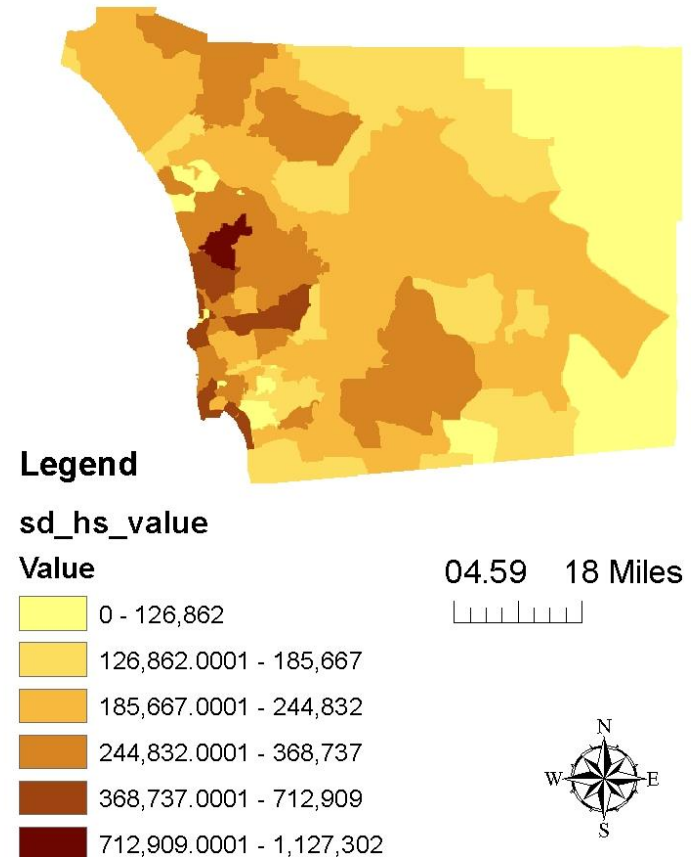 Legend
sd_hs_value
Value
0 - 126,862
126,862.0001 - 185,667
185,667.0001 - 244,832
244,832.0001 - 368,737
368,737.0001 - 712,909
712,909.0001 - 1,127,302
04.59 18 Miles
N
W E
S